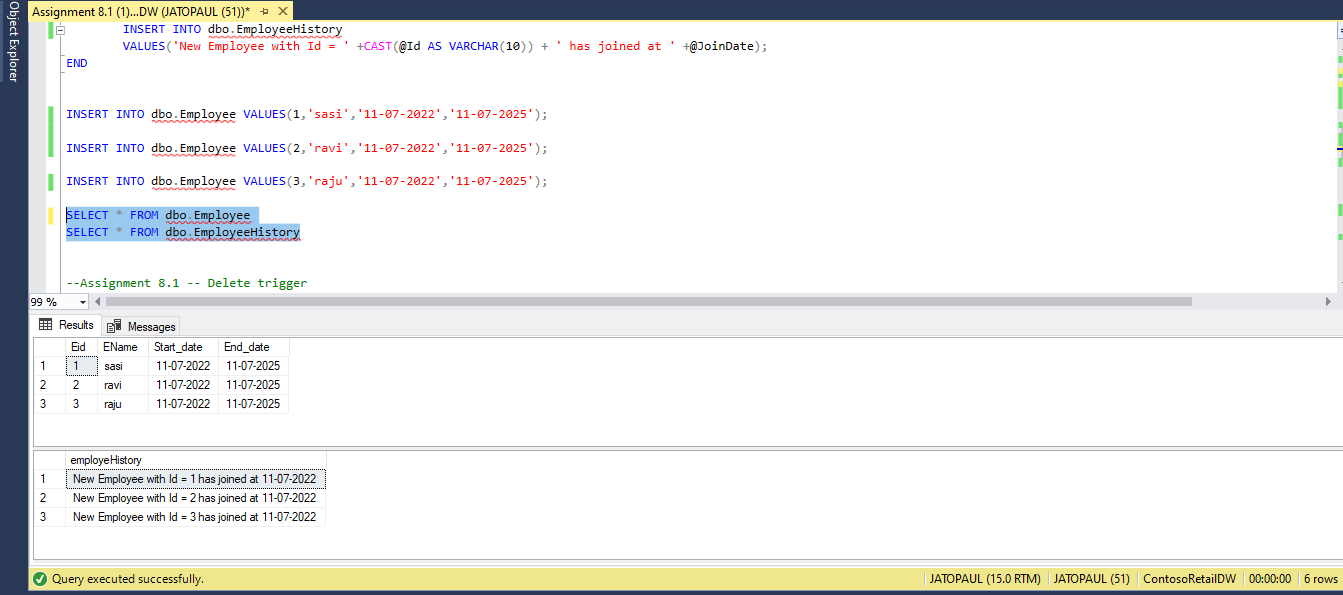 Object Explorer
Assignment 8.1 (1)...DW (JATOPAUL (51))*
INSERT INTO dbo.EmployeeHistory
VALUES('New Employee with Id = ' +CAST(@Id AS VARCHAR(10)) + ' has joined at ' +@JoinDate);
END
INSERT INTO dbo.Employee VALUES(1,'sasi','11-07-2022','11-07-2025');
INSERT INTO dbo.Employee VALUES(2,'ravi','11-07-2022','11-07-2025');
INSERT INTO dbo.Employee VALUES(3,'raju','11-07-2022','11-07-2025');
SELECT * FROM dbo.Employee
SELECT * FROM dbo.EmployeeHistory
--Assignment 8.1 -- Delete trigger
99 %
Results Messages
Eid EName Start_date End_date
1 1 sasi 11-07-2022 11-07-2025
2 2 ravi 11-07-2022 11-07-2025
3 3 raju 11-07-2022 11-07-2025
employeHistory
1 New Employee with Id = 1 has joined at 11-07-2022
2 New Employee with Id = 2 has joined at 11-07-2022
3 New Employee with Id = 3 has joined at 11-07-2022
Query executed successfully. JATOPAUL (15.0 RTM) JATOPAUL (51) ContosoRetailDW 00:00:00 6 rows